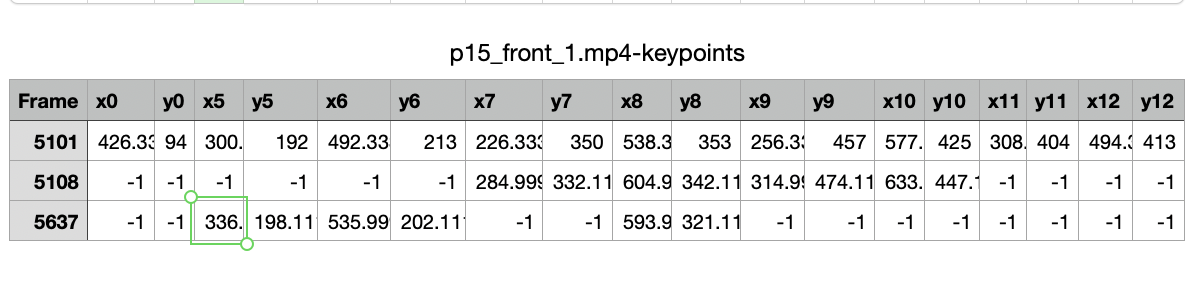 p15_front_1.mp4-keypoints
Frame x0 y0 x5 y5 x6 y6 x7 y7 x8 y8 x9 y9 x10 y10 x11 y11 x12 y12
5101 426.33 94 300. 192 492.33 213 226.333 350 538.3 353 256.33 457 577. 425 308. 404 494.3 413
5108 -1 -1 -1 -1 -1 -1 284.999 332.11 604.9 342.11 314.99 474.11 633. 447.1 -1 -1 -1 -1
5637 -1 -1 336. 198.11 535.99 202.111 -1 -1 593.9 321.11 -1 -1 -1 -1 -1 -1 -1 -1